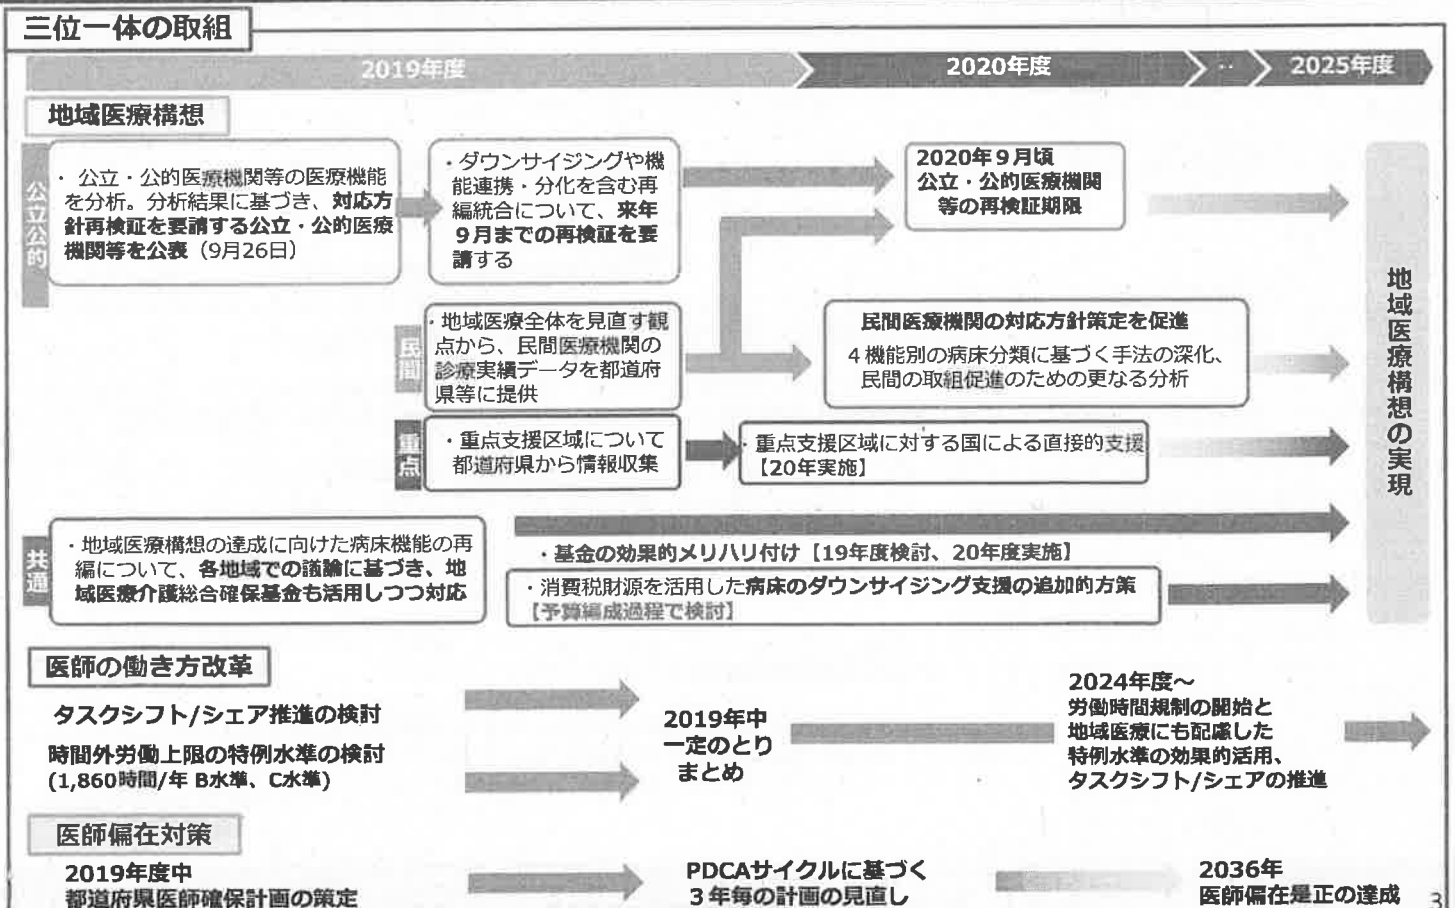 三位一体の取組
2019年度
2020年度
‥
2025年度
地域医療構想
公立公的
・ 公立・公的医療機関等の医療機能
を分析。分析結果に基づき、対応方
針再検証を要請する公立・公的医療
機関等を公表（9月26日）
・ダウンサイジングや機
能連携・分化を含む再
編統合について、来年
９月までの再検証を要
請する
2020年９月頃
公立・公的医療機関
等の再検証期限
民間
・地域医療全体を見直す観
点から、民間医療機関の
診療実績データを都道府
県等に提供
民間医療機関の対応方針策定を促進
４機能別の病床分類に基づく手法の深化、
民間の取組促進のための更なる分析
重点
・重点支援区域について
都道府県から情報収集
・重点支援区域に対する国による直接的支援
【20年実施】
共通
・地域医療構想の達成に向けた病床機能の再
編について、各地域での議論に基づき、地
域医療介護総合確保基金も活用しつつ対応
・基金の効果的メリハリ付け【19年度検討、20年度実施】
・消費税財源を活用した病床のダウンサイジング支援の追加的方策
【予算編成過程で検討】
地域医療構想の実現
医師の働き方改革
タスクシフト/シェア推進の検討
時間外労働上限の特例水準の検討
(1,860時間/年 B水準、C水準)
2019年中
一定のとり
まとめ
2024年度～
労働時間規制の開始と
地域医療にも配慮した
特例水準の効果的活用、
タスクシフト/シェアの推進
医師偏在対策
2019年度中
都道府県医師確保計画の策定
PDCAサイクルに基づく
３年毎の計画の見直し
2036年
医師偏在是正の達成
3